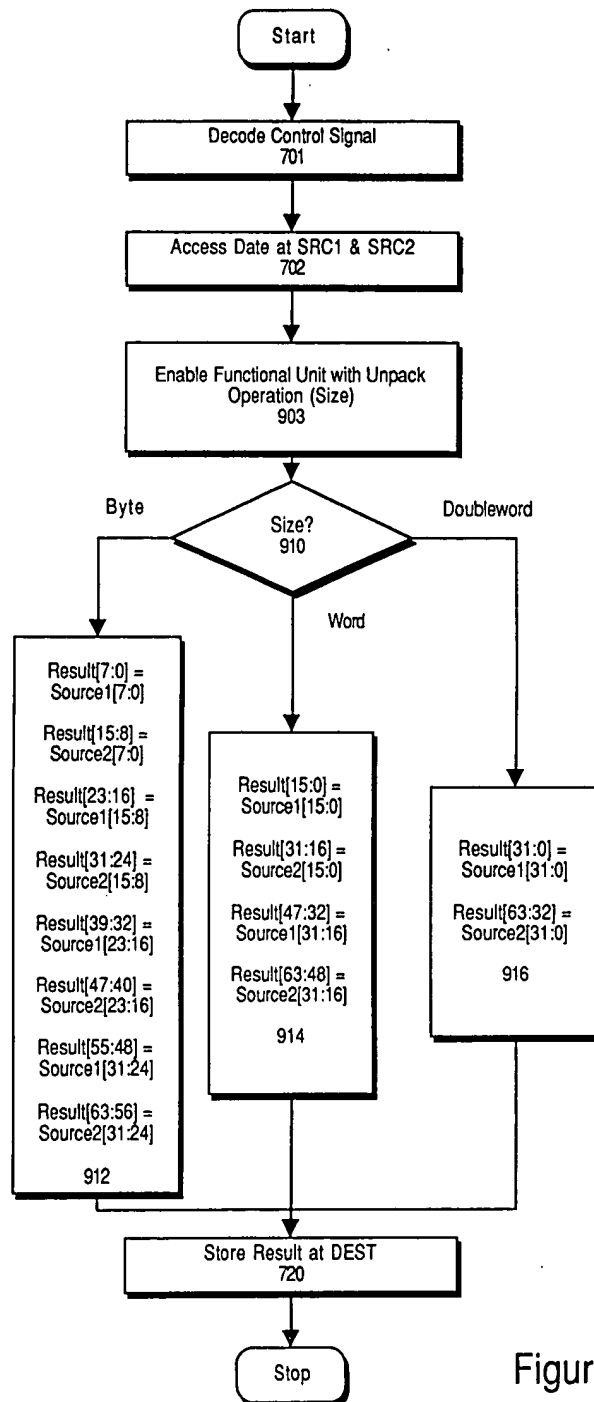 Start
Decode Control Signal
701
Access Date at SRC1 & SRC2
702
Enable Functional Unit with Unpack
Operation (Size)
903
Byte
Size?
910
Doubleword
Word
Result[7:0] =
Source1[7:0]
Result[15:8] =
Source2[7:0]
Result[23:16] =
Source1[15:8]
Result[31:24] =
Source2[15:8]
Result[39:32] =
Source1[23:16]
Result[47:40] =
Source2[23:16]
Result[55:48] =
Source1[31:24]
Result[63:56] =
Source2[31:24]
912
Result[15:0] =
Source1[15:0]
Result[31:16] =
Source2[15:0]
Result[47:32] =
Source1[31:16]
Result[63:48] =
Source2[31:16]
914
Result[31:0] =
Source1[31:0]
Result[63:32] =
Source2[31:0]
916
Store Result at DEST
720
Stop
Figur